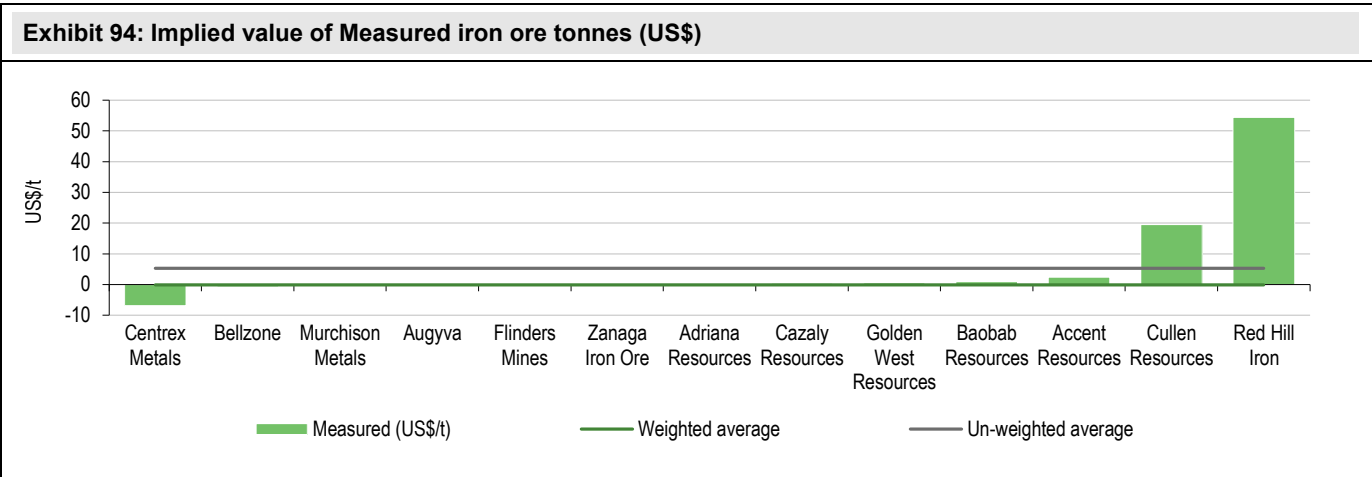 Exhibit 94: Implied value of Measured iron ore tonnes (US$)
60
50
40
30
20
10
0
-10
US$/t
Centrex
Metals
Bellzone
Murchison
Metals
Augyva
Flinders
Mines
Zanaga
Iron Ore
Adriana
Resources
Cazaly
Resources
Golden
West
Resources
Baobab
Resources
Accent
Resources
Cullen
Resources
Red Hill
Iron
Measured (US$/t)
Weighted average
Un-weighted average